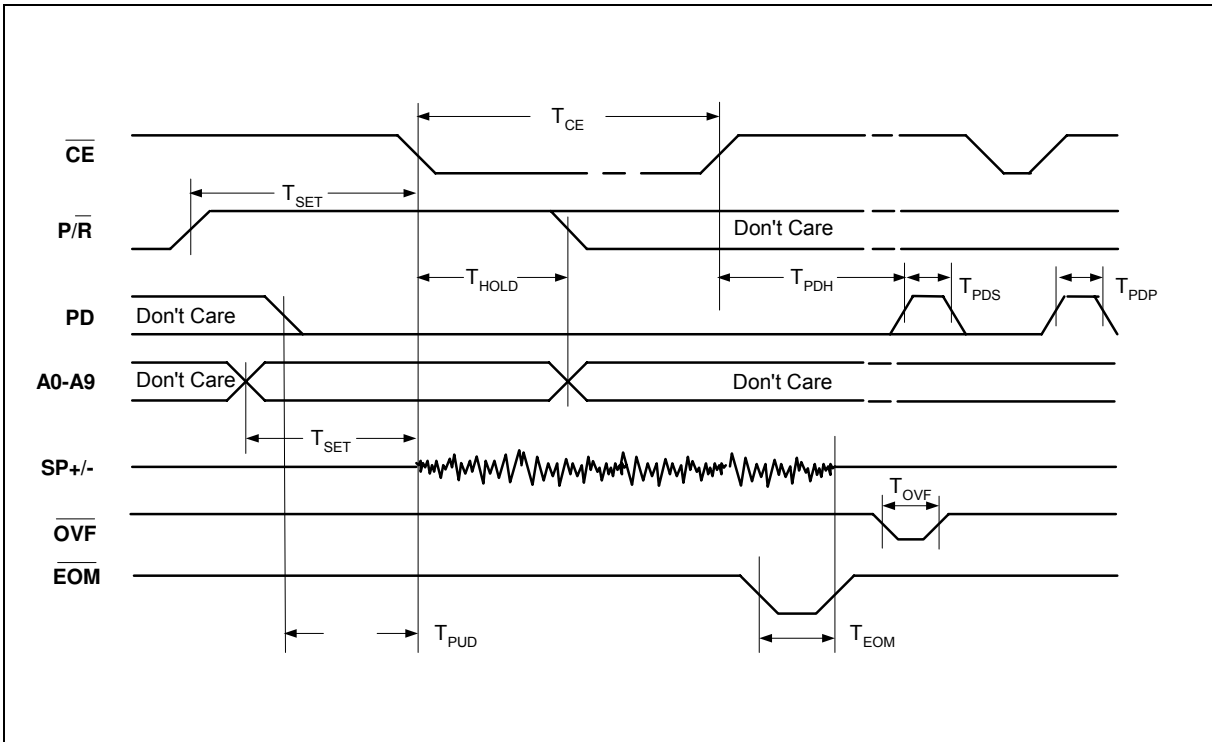 T_CE
CE
T_SET
P/R
Don't Care
T_HOLD
T_PDH
T_PDS
T_PDP
PD
Don't Care
A0-A9
Don't Care
Don't Care
T_SET
SP+/-
T_OVF
OVF
EOM
T_PUD
T_EOM